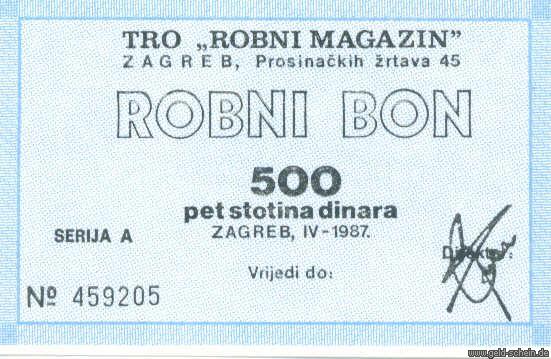 TRO „ROBNI MAGAZIN”
ZAGREB, Prosinačkih žrtava 45
ROBNI BON
500
pet stotina dinara
SERIJA A
ZAGREB, IV-1987.
Direktor:
Vrijedi do:
Nº 459205
www.geld-schein.de